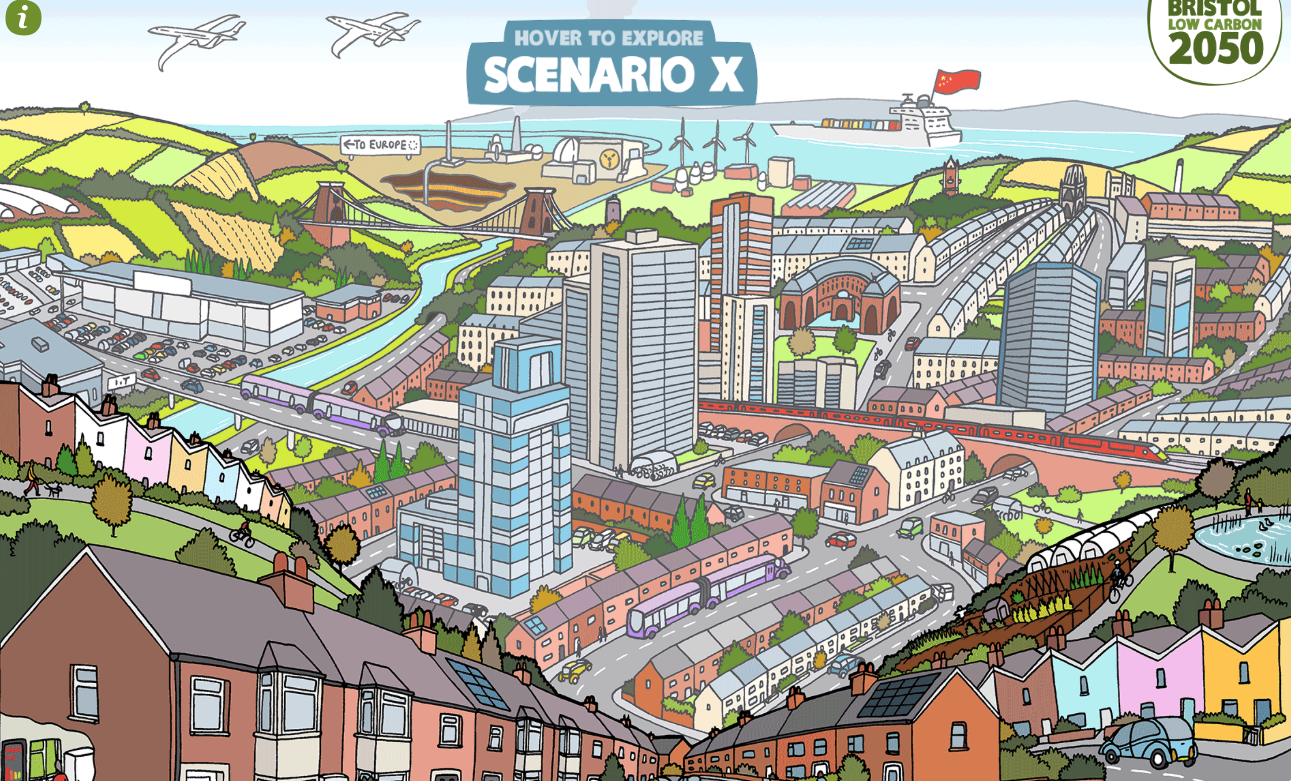 i
HOVER TO EXPLORE
SCENARIO X
BRISTOL
LOW CARBON
2050
←TO EUROPE